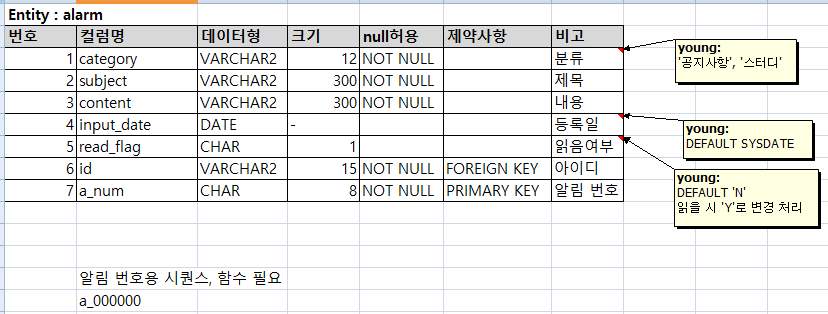 Entity : alarm
번호 컬럼명 데이터형 크기 null허용 제약사항 비고
1 category VARCHAR2 12 NOT NULL 분류
2 subject VARCHAR2 300 NOT NULL 제목
3 content VARCHAR2 300 NOT NULL 내용
4 input_date DATE - 등록일
5 read_flag CHAR 1 읽음여부
6 id VARCHAR2 15 NOT NULL FOREIGN KEY 아이디
7 a_num CHAR 8 NOT NULL PRIMARY KEY 알림 번호
young:
'공지사항', '스터디'
young:
DEFAULT SYSDATE
young:
DEFAULT 'N'
읽을 시 'Y'로 변경 처리
알림 번호용 시퀀스, 함수 필요
a_000000